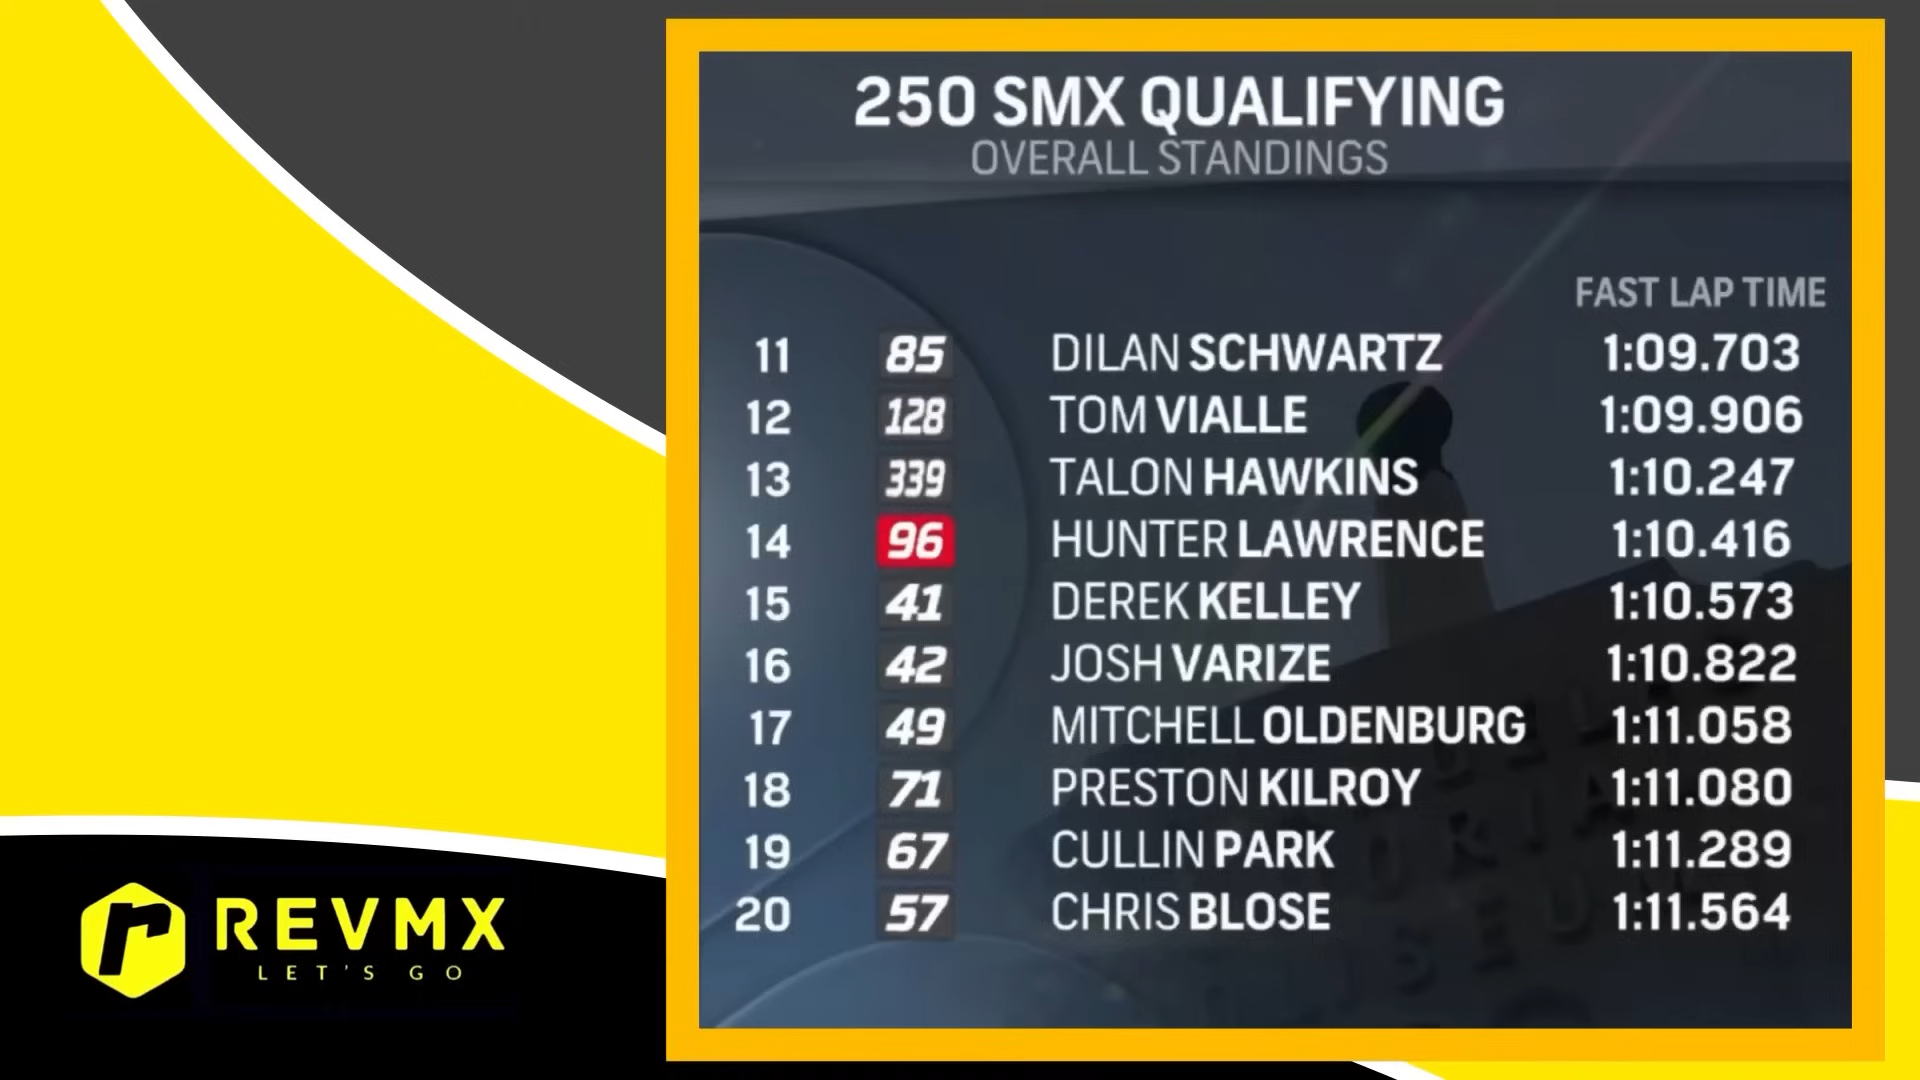 250 SMX QUALIFYING
OVERALL STANDINGS
FAST LAP TIME
11 85 DILAN SCHWARTZ 1:09.703
12 128 TOM VIALLE 1:09.906
13 339 TALON HAWKINS 1:10.247
14 96 HUNTER LAWRENCE 1:10.416
15 41 DEREK KELLEY 1:10.573
16 42 JOSH VARIZE 1:10.822
17 49 MITCHELL OLDENBURG 1:11.058
18 71 PRESTON KILROY 1:11.080
19 67 CULLIN PARK 1:11.289
20 57 CHRIS BLOSE 1:11.564
r REVMX
LET'S GO